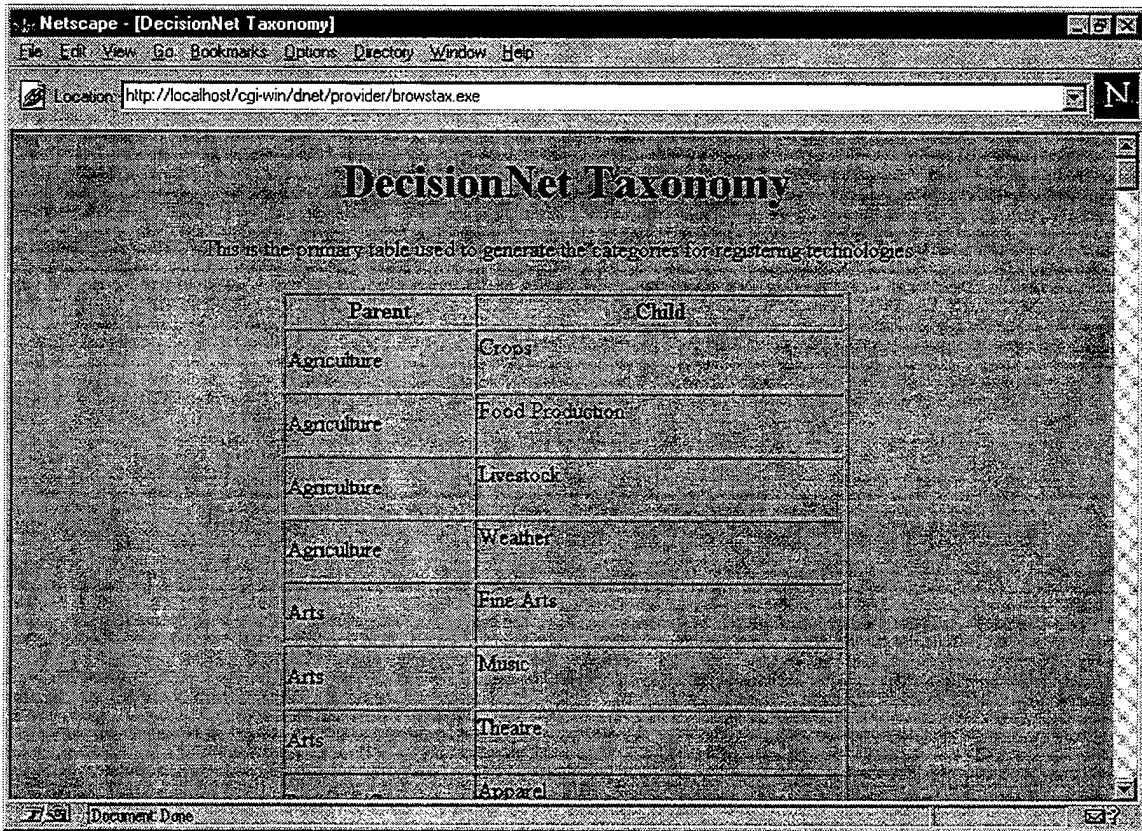 Netscape - [DecisionNet Taxonomy]
File Edit View Go Bookmarks Options Directory Window Help
Location: http://localhost/cgi-win/dnet/provider/browstax.exe
N
DecisionNet Taxonomy
This is the primary table used to generate the categories for registering technologies
Parent Child
Agriculture Crops
Agriculture Food Production
Agriculture Livestock
Agriculture Weather
Arts Fine Arts
Arts Music
Arts Theatre
Apparel
Document: Done